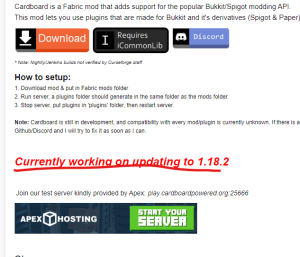 Cardboard is a Fabric mod that adds support for the popular Bukkit/Spigot modding API.
This mod lets you use plugins that are made for Bukkit and it's derivatives (Spigot & Paper)
Download
Requires
iCommonLib
Discord
* Note: Nightly/Jenkins builds not verified by Curseforge staff
How to setup:
1. Download mod & put in Fabric mods folder
2. Run server, a plugins folder should generate in the same folder as the mods folder.
3. Stop server, put plugins in 'plugins' folder, then restart server.
Note: Cardboard is still in development, and compatibility with every mod/plugin is currently unknown. If there is a
Github/Discord and I will try to fix it as soon as I can.
Currently working on updating to 1.18.2
Join our test server kindly provided by Apex: play.cardboardpowered.org:25666
APEX HOSTING
START YOUR
SERVER